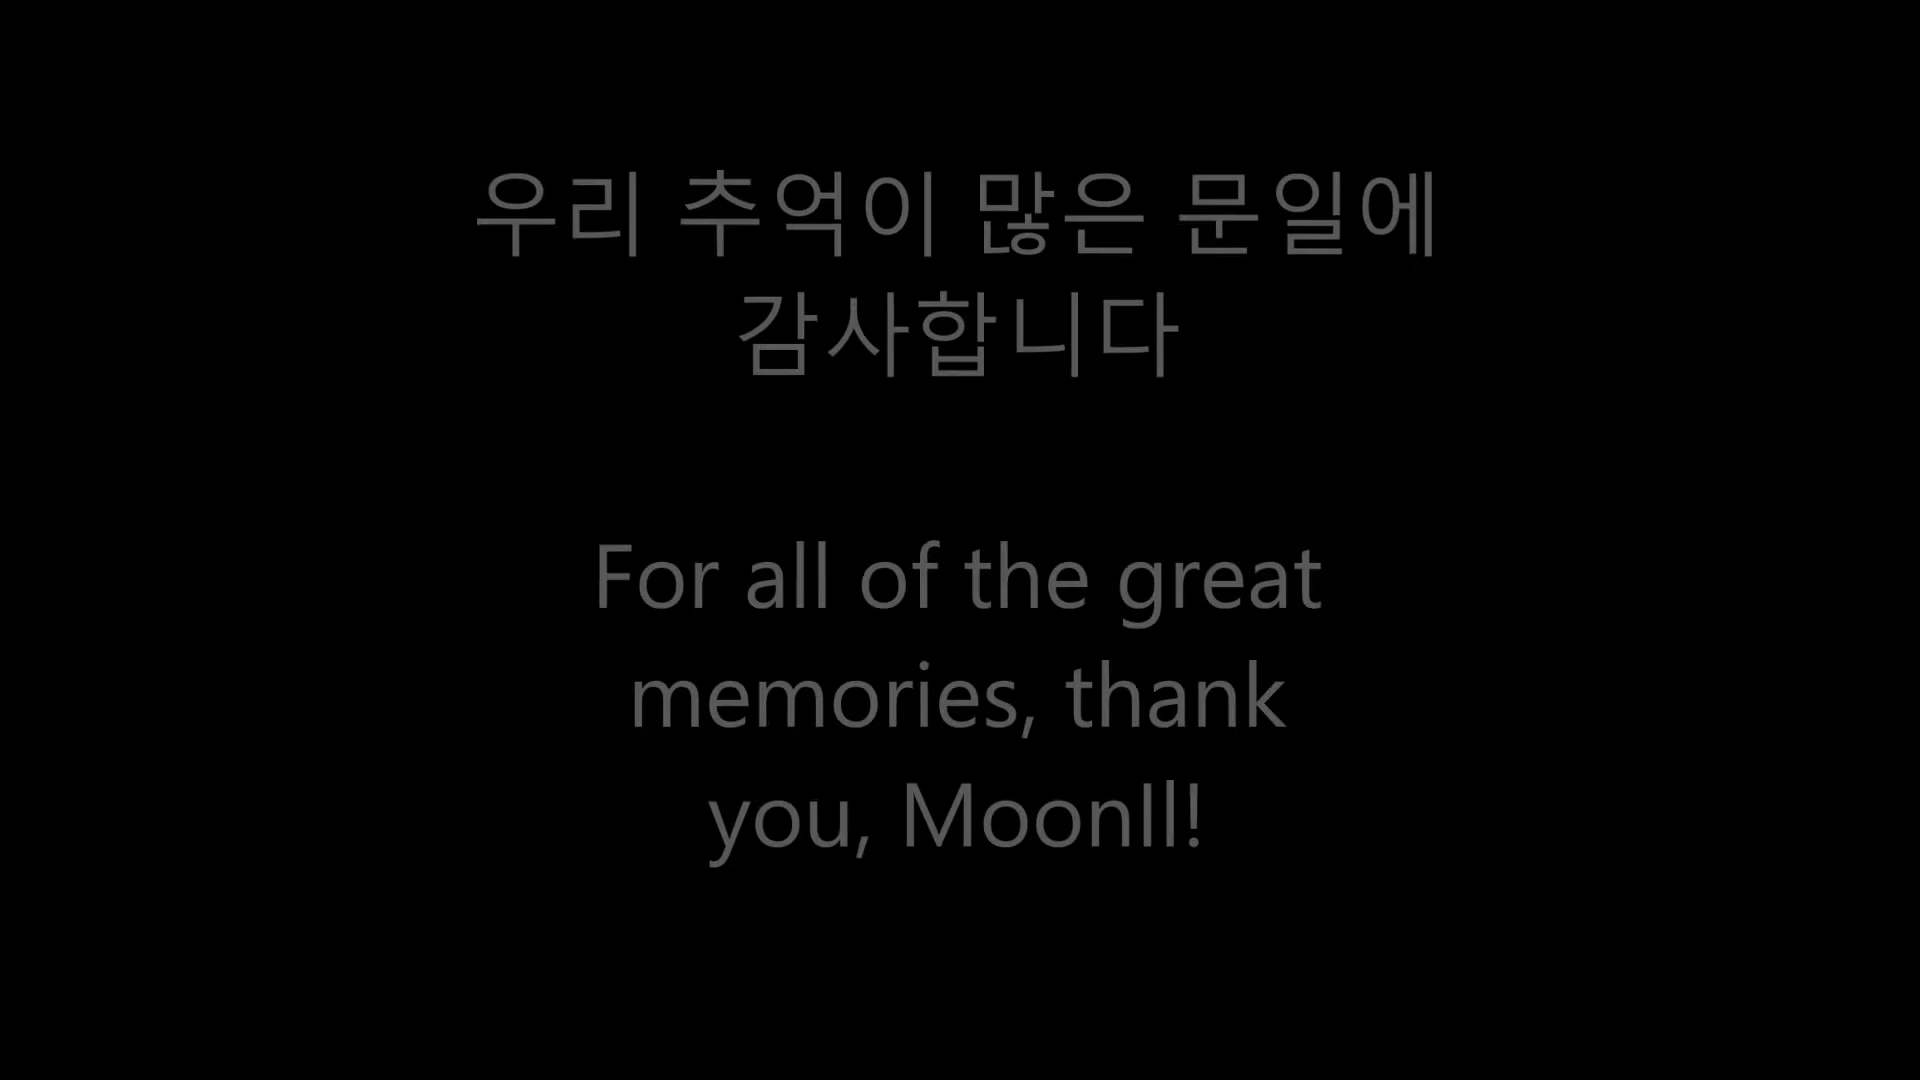 우리 추억이 많은 문일에
감사합니다
For all of the great
memories, thank
you, MoonIl!